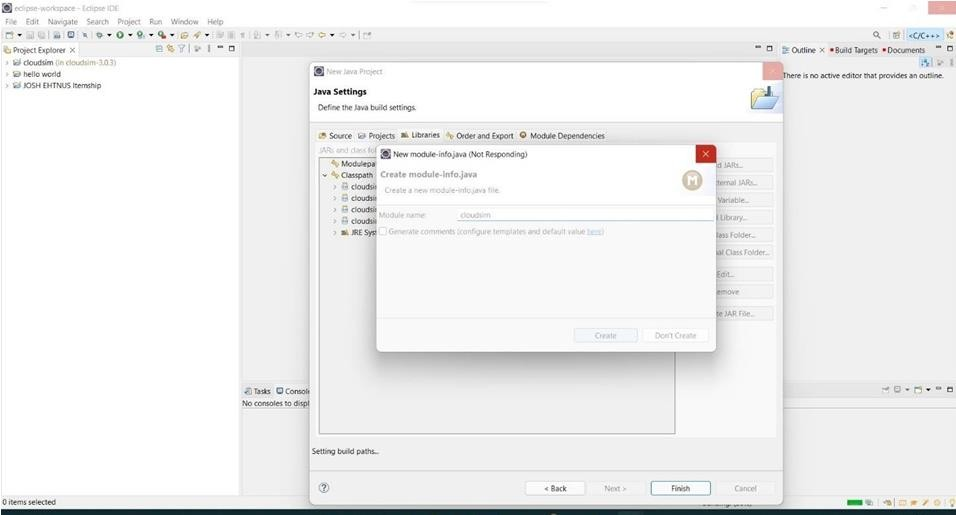 eclipse-workspace - Eclipse IDE
File Edit Navigate Search Project Run Window Help
<C/C++>
Project Explorer
cloudsim (in cloudsim-3.0.3)
hello world
JOSH EHTNUS Itemship
Outline Build Targets Documents
There is no active editor that provides an outline.
Tasks Console
No consoles to displ
New Java Project
Java Settings
Define the Java build settings.
Source Projects Libraries Order and Export Module Dependencies
JARs and class fol
Modulepa
Classpath
cloudsi
cloudsi
cloudsi
cloudsi
JRE Sys
d JARs...
ternal JARs...
Variable...
l Library...
lass Folder...
nal Class Folder...
Edit...
emove
te JAR File...
New module-info.java (Not Responding)
Create module-info.java
Create a new module-info.java file.
M
Module name: cloudsim
Generate comments (configure templates and default value here)
Create Don't Create
Setting build paths...
? < Back Next > Finish Cancel
0 items selected